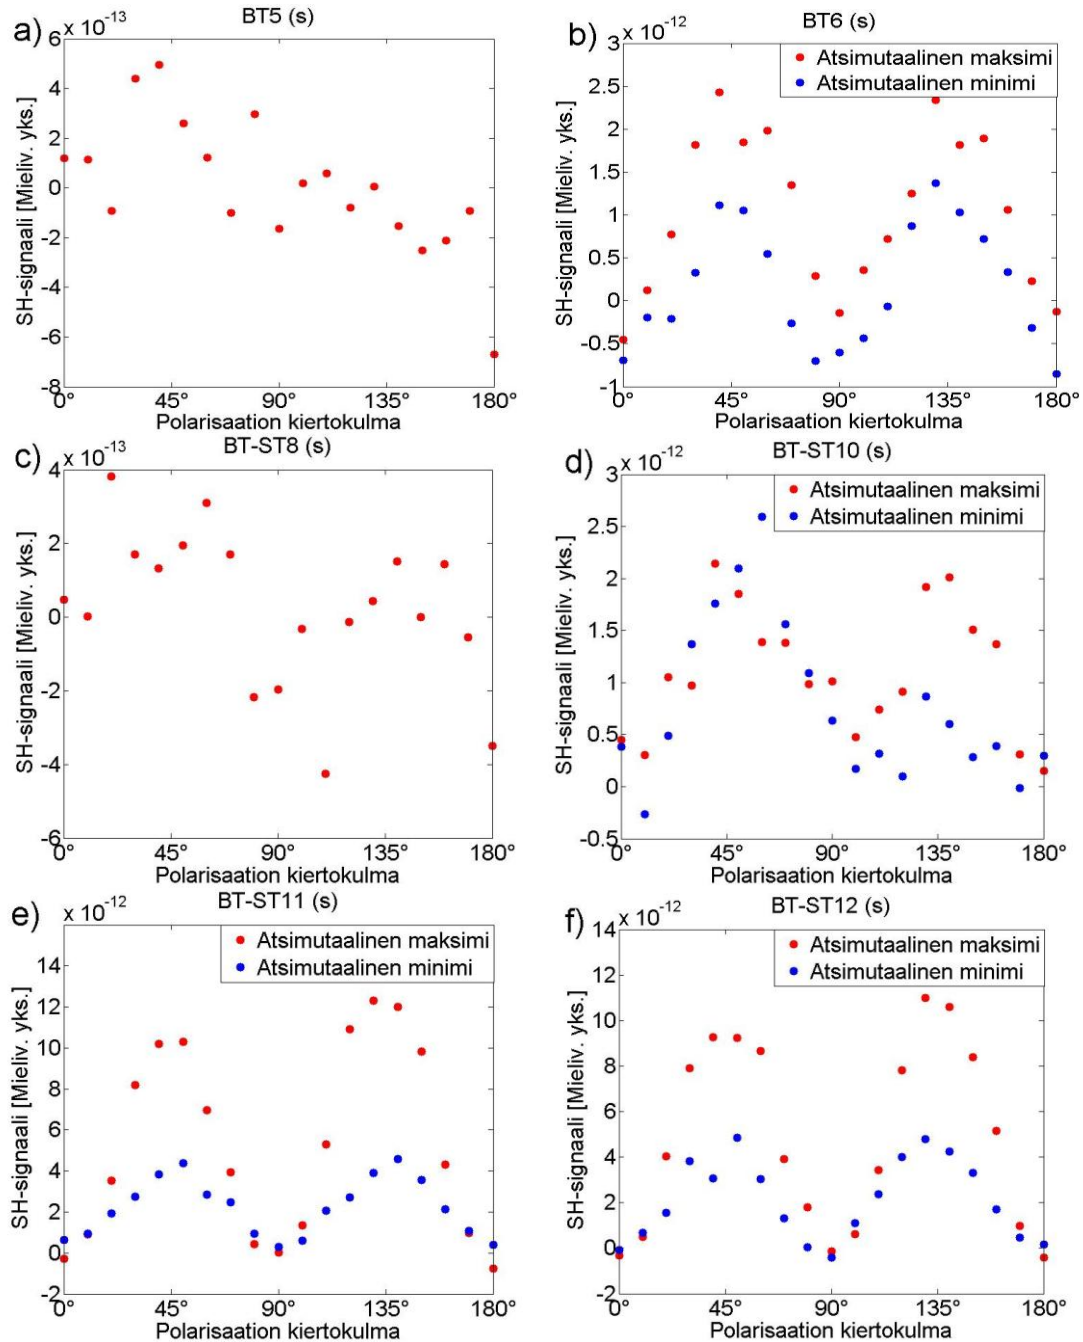 a)
x 10-13
BT5 (s)
6
4
2
0
-2
-4
-6
-8
0°
45°
90°
135°
180°
SH-signaali [Mieliv. yks.]
Polarisaation kiertokulma
b)
x 10-12
BT6 (s)
Atsimutaalinen maksimi
Atsimutaalinen minimi
3
2.5
2
1.5
1
0.5
0
-0.5
-1
0°
45°
90°
135°
180°
SH-signaali [Mieliv. yks.]
Polarisaation kiertokulma
c)
x 10-13
BT-ST8 (s)
4
2
0
-2
-4
-6
0°
45°
90°
135°
180°
SH-signaali [Mieliv. yks.]
Polarisaation kiertokulma
d)
x 10-12
BT-ST10 (s)
Atsimutaalinen maksimi
Atsimutaalinen minimi
3
2.5
2
1.5
1
0.5
0
-0.5
0°
45°
90°
135°
180°
SH-signaali [Mieliv. yks.]
Polarisaation kiertokulma
e)
x 10-12
BT-ST11 (s)
Atsimutaalinen maksimi
Atsimutaalinen minimi
14
12
10
8
6
4
2
0
-2
0°
45°
90°
135°
180°
SH-signaali [Mieliv. yks.]
Polarisaation kiertokulma
f)
x 10-12
BT-ST12 (s)
Atsimutaalinen maksimi
Atsimutaalinen minimi
14
12
10
8
6
4
2
0
-2
0°
45°
90°
135°
180°
SH-signaali [Mieliv. yks.]
Polarisaation kiertokulma